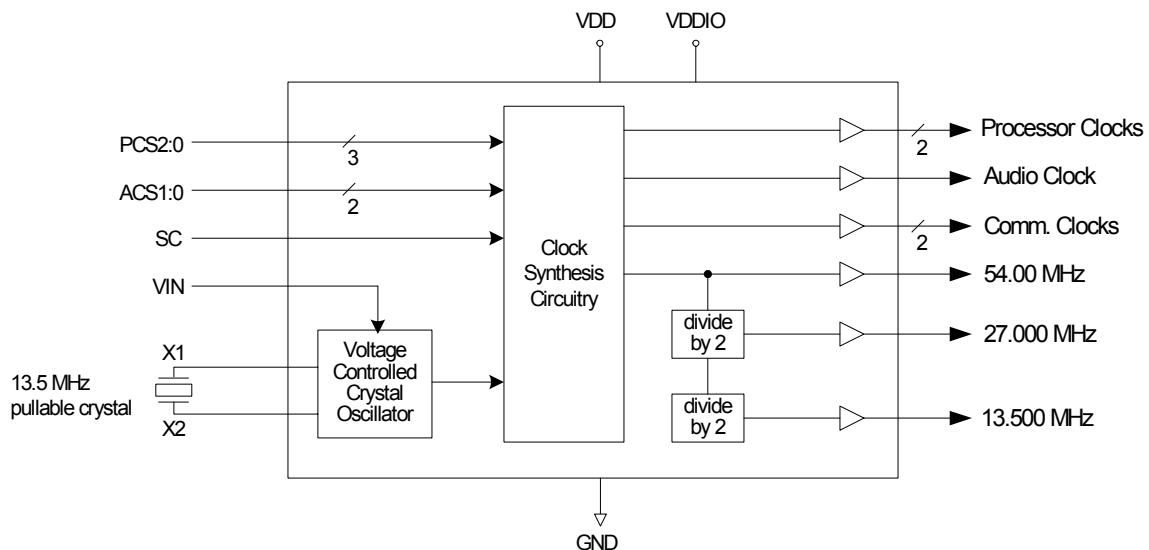 VDD
VDDIO
PCS2:0
3
ACS1:0
2
SC
VIN
X1
13.5 MHz
pullable crystal
X2
Voltage
Controlled
Crystal
Oscillator
Clock
Synthesis
Circuitry
divide
by 2
divide
by 2
2
Processor Clocks
Audio Clock
2
Comm. Clocks
54.00 MHz
27.000 MHz
13.500 MHz
GND